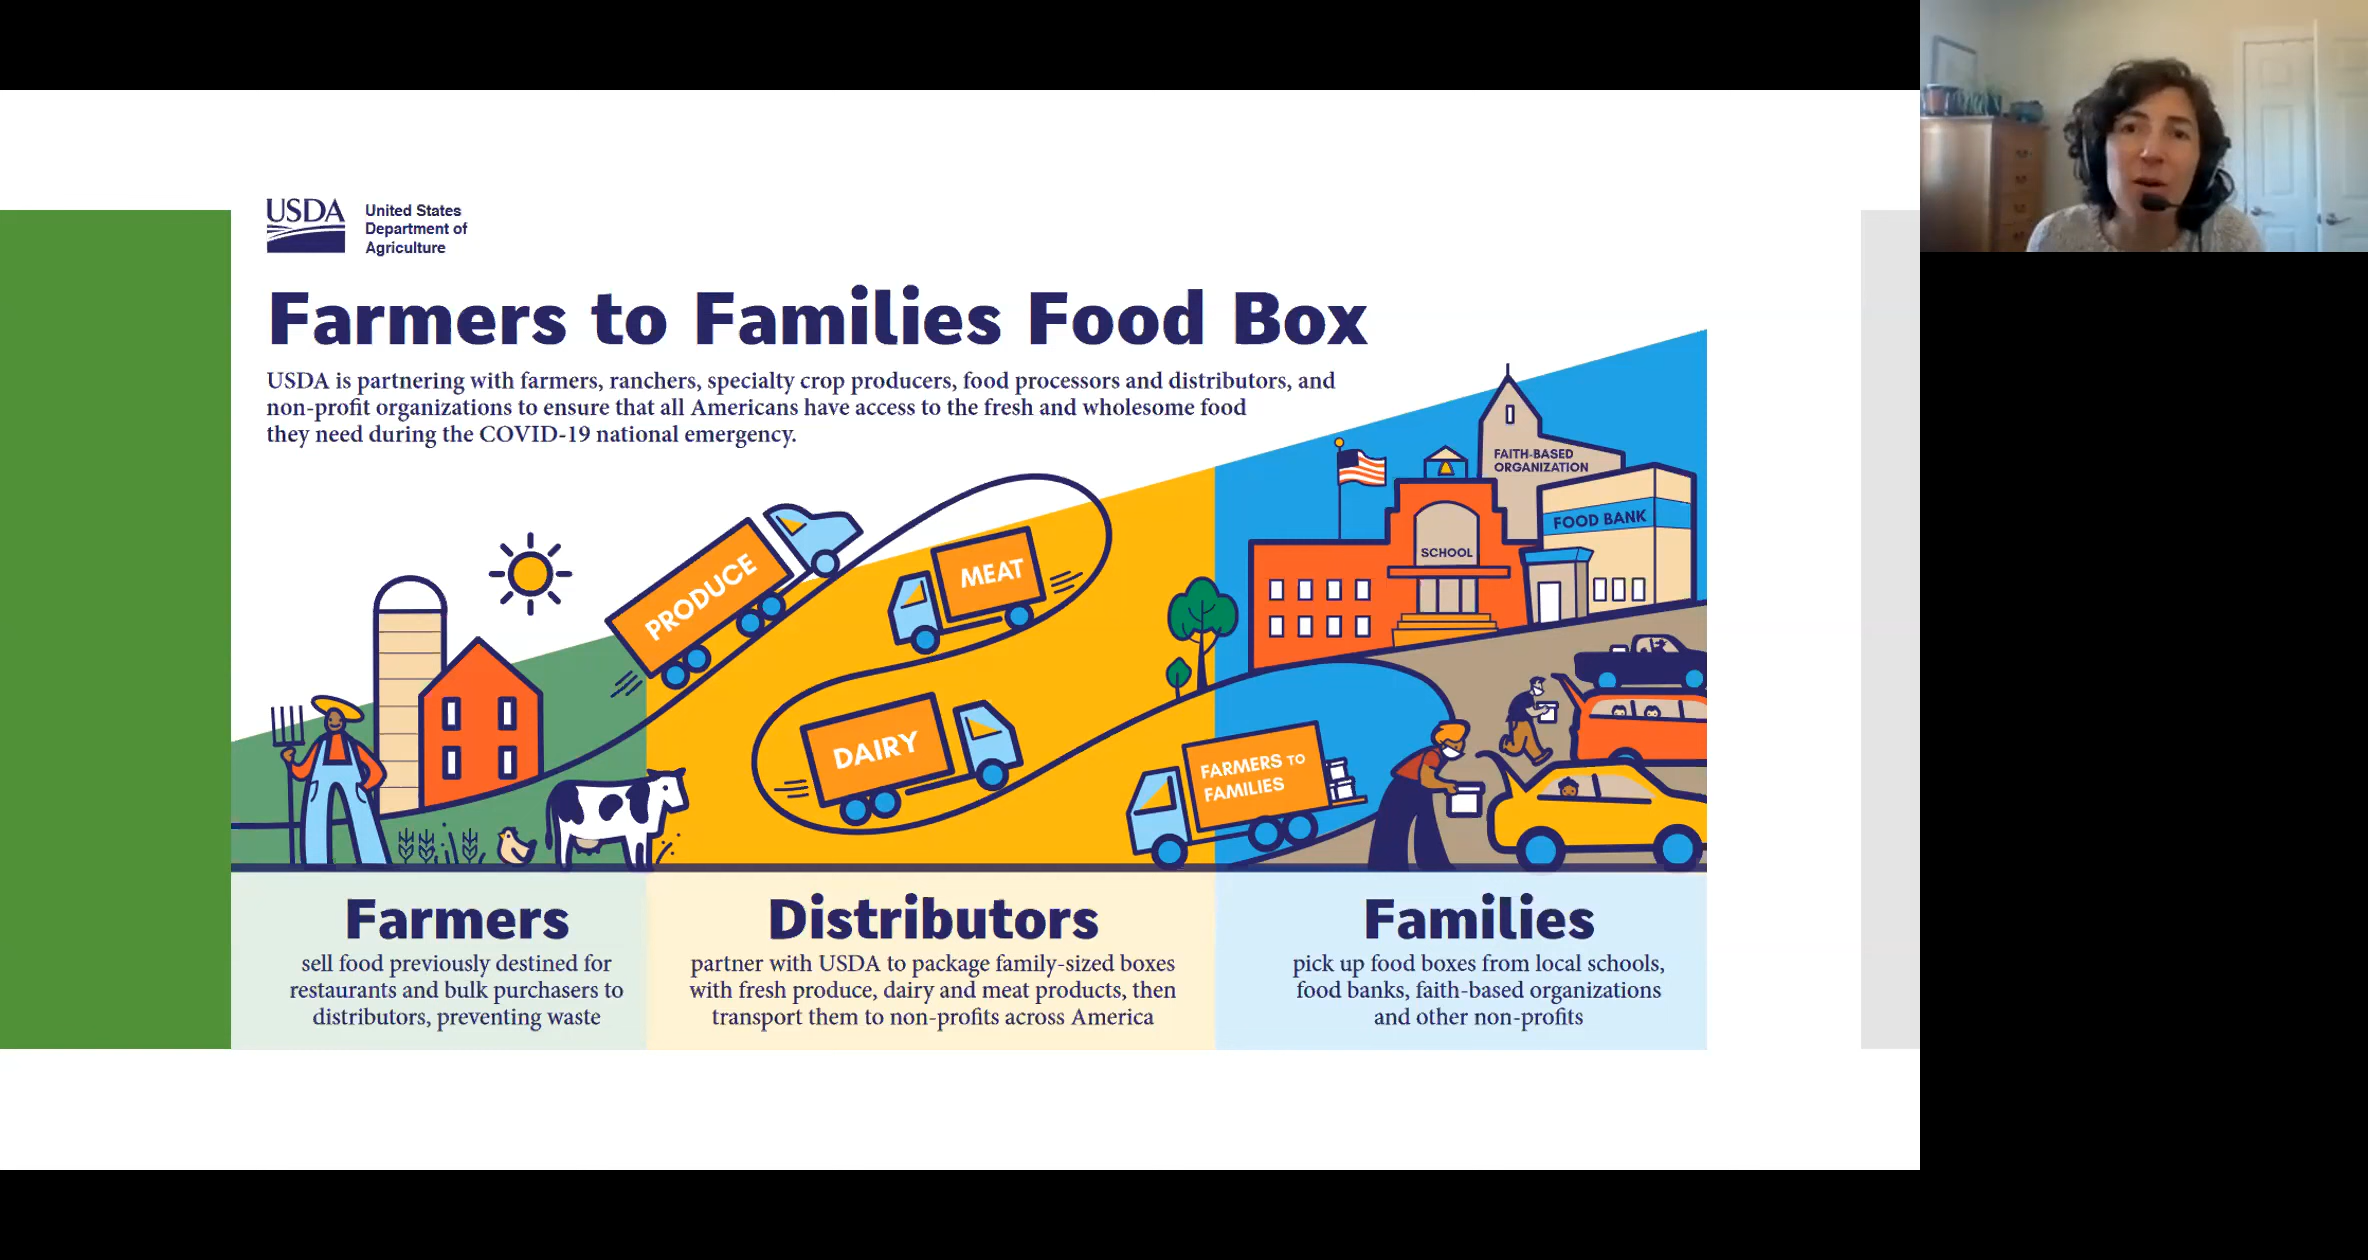 USDA
United States
Department of
Agriculture
Farmers to Families Food Box
USDA is partnering with farmers, ranchers, specialty crop producers, food processors and distributors, and
non-profit organizations to ensure that all Americans have access to the fresh and wholesome food
they need during the COVID-19 national emergency.
FAITH-BASED
ORGANIZATION
FOOD BANK
SCHOOL
PRODUCE
MEAT
DAIRY
FARMERS TO
FAMILIES
Farmers
sell food previously destined for
restaurants and bulk purchasers to
distributors, preventing waste
Distributors
partner with USDA to package family-sized boxes
with fresh produce, dairy and meat products, then
transport them to non-profits across America
Families
pick up food boxes from local schools,
food banks, faith-based organizations
and other non-profits